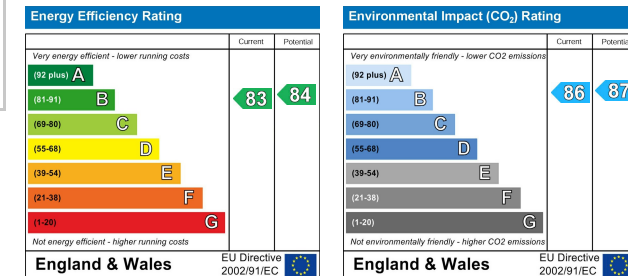 Energy Efficiency Rating
Current Potential
Very energy efficient - lower running costs
(92 plus) A
(81-91) B
83 84
(69-80) C
(55-68) D
(39-54) E
(21-38) F
(1-20) G
Not energy efficient - higher running costs
England & Wales
EU Directive
2002/91/EC
Environmental Impact (CO₂) Rating
Current Potential
Very environmentally friendly - lower CO2 emissions
(92 plus) A
(81-91) B
86 87
(69-80) C
(55-68) D
(39-54) E
(21-38) F
(1-20) G
Not environmentally friendly - higher CO2 emissions
England & Wales
EU Directive
2002/91/EC